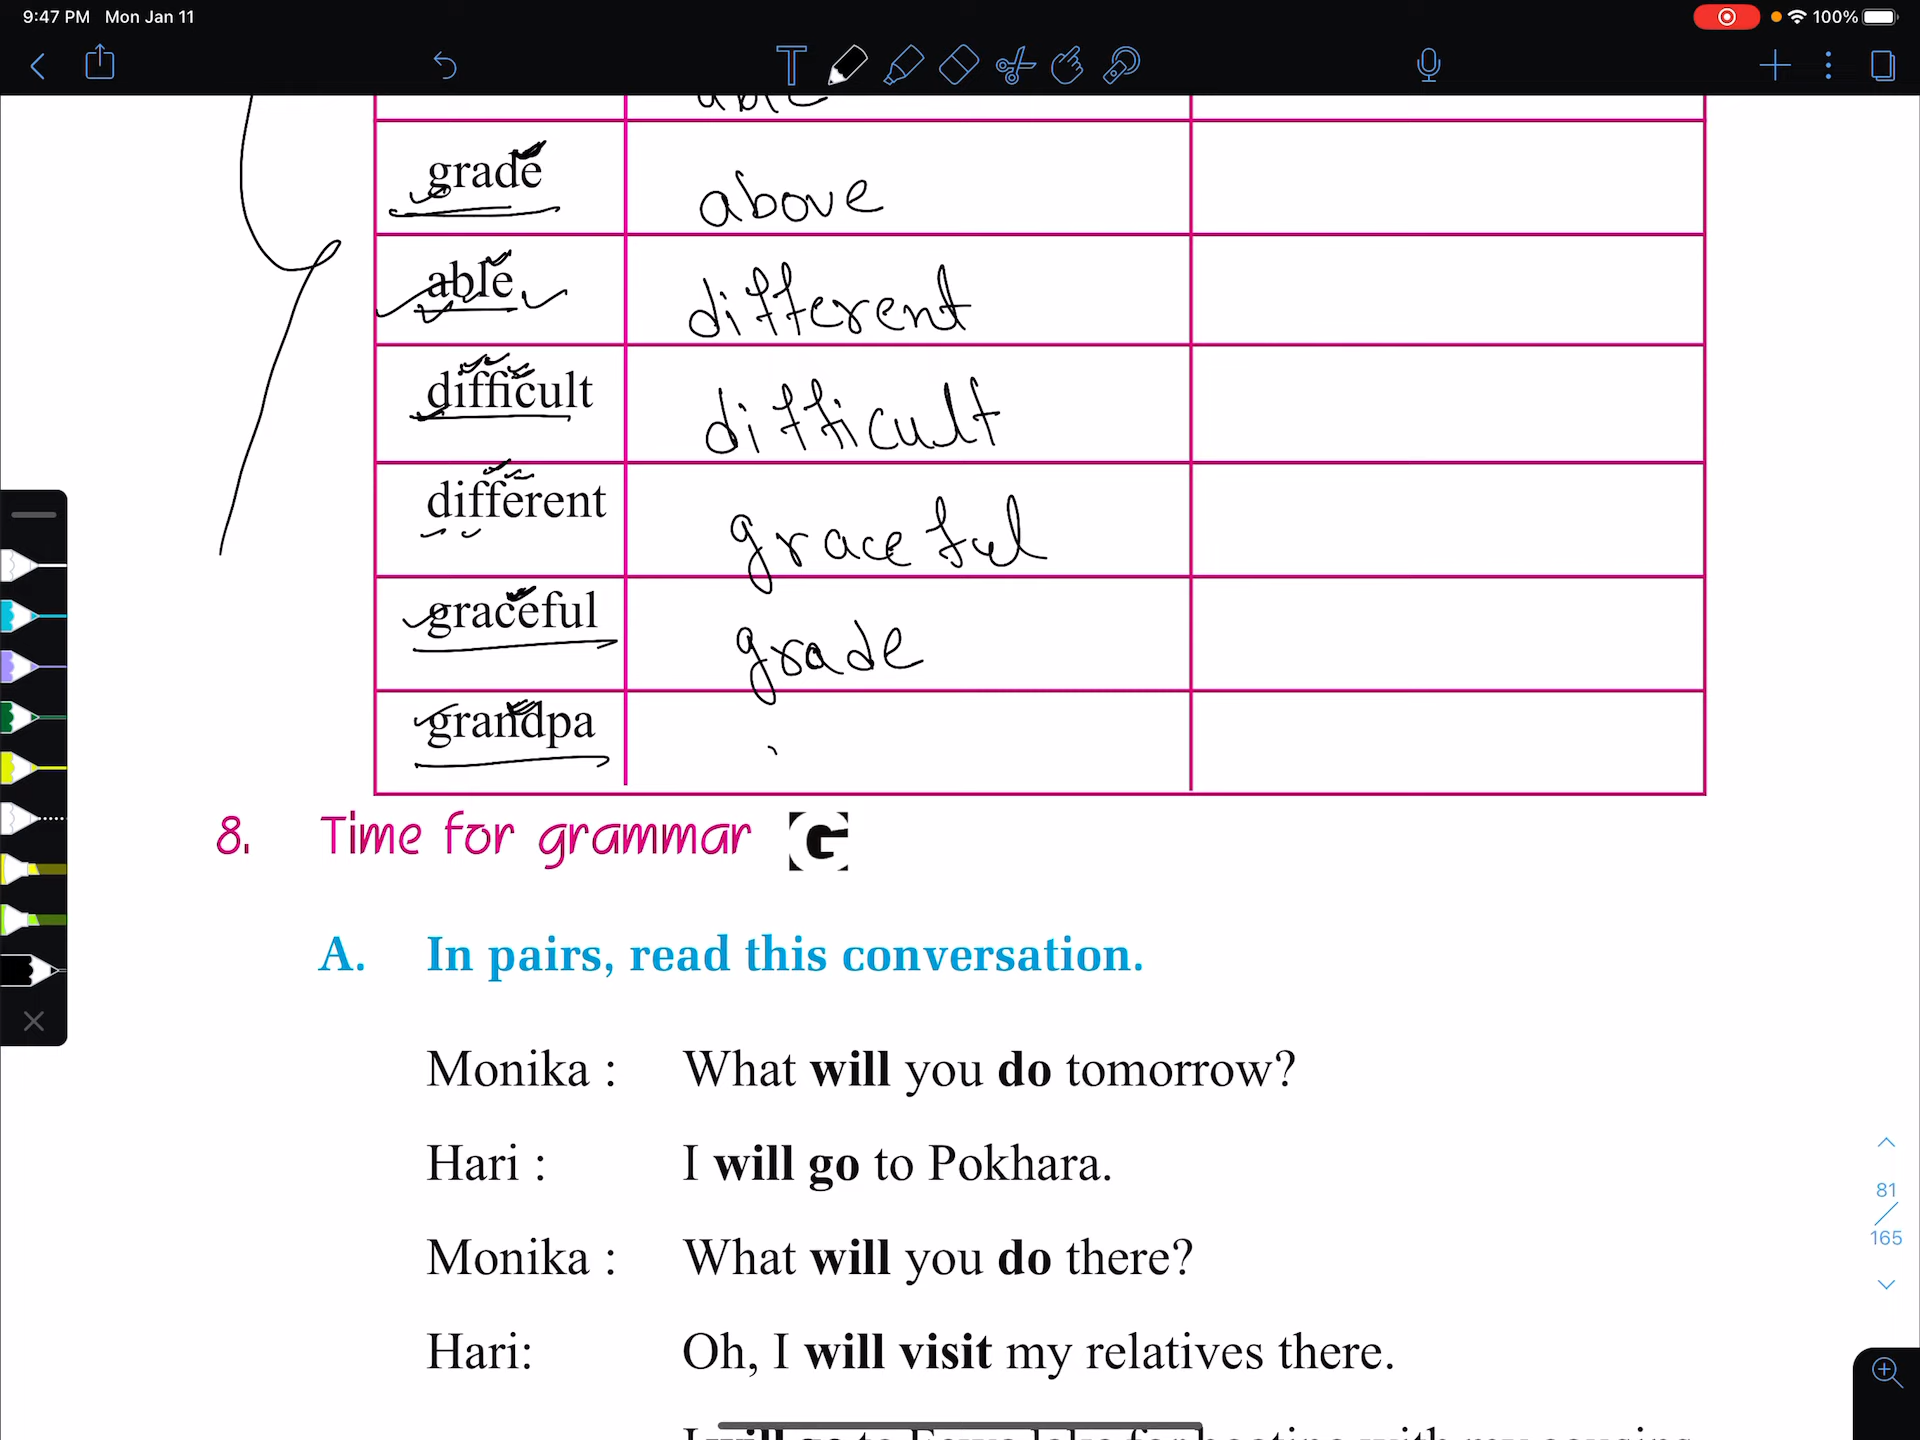 9:47 PM Mon Jan 11
100%
able
grade above
able different
difficult difficult
different graceful
graceful grade
grandpa
8. Time for grammar G
A. In pairs, read this conversation.
Monika : What will you do tomorrow?
Hari : I will go to Pokhara.
Monika : What will you do there?
Hari: Oh, I will visit my relatives there.
81
165